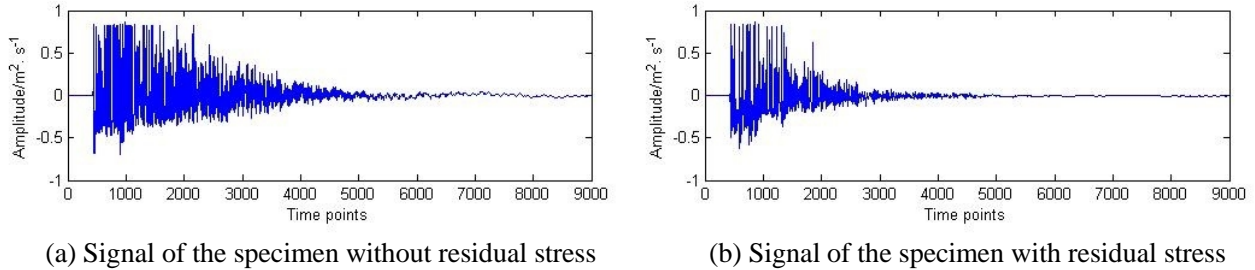 1
0.5
0
-0.5
-1
Amplitude/m². s⁻¹
0 1000 2000 3000 4000 5000 6000 7000 8000 9000
Time points
(a) Signal of the specimen without residual stress
1
0.5
0
-0.5
-1
Amplitude/m². s⁻¹
0 1000 2000 3000 4000 5000 6000 7000 8000 9000
Time points
(b) Signal of the specimen with residual stress